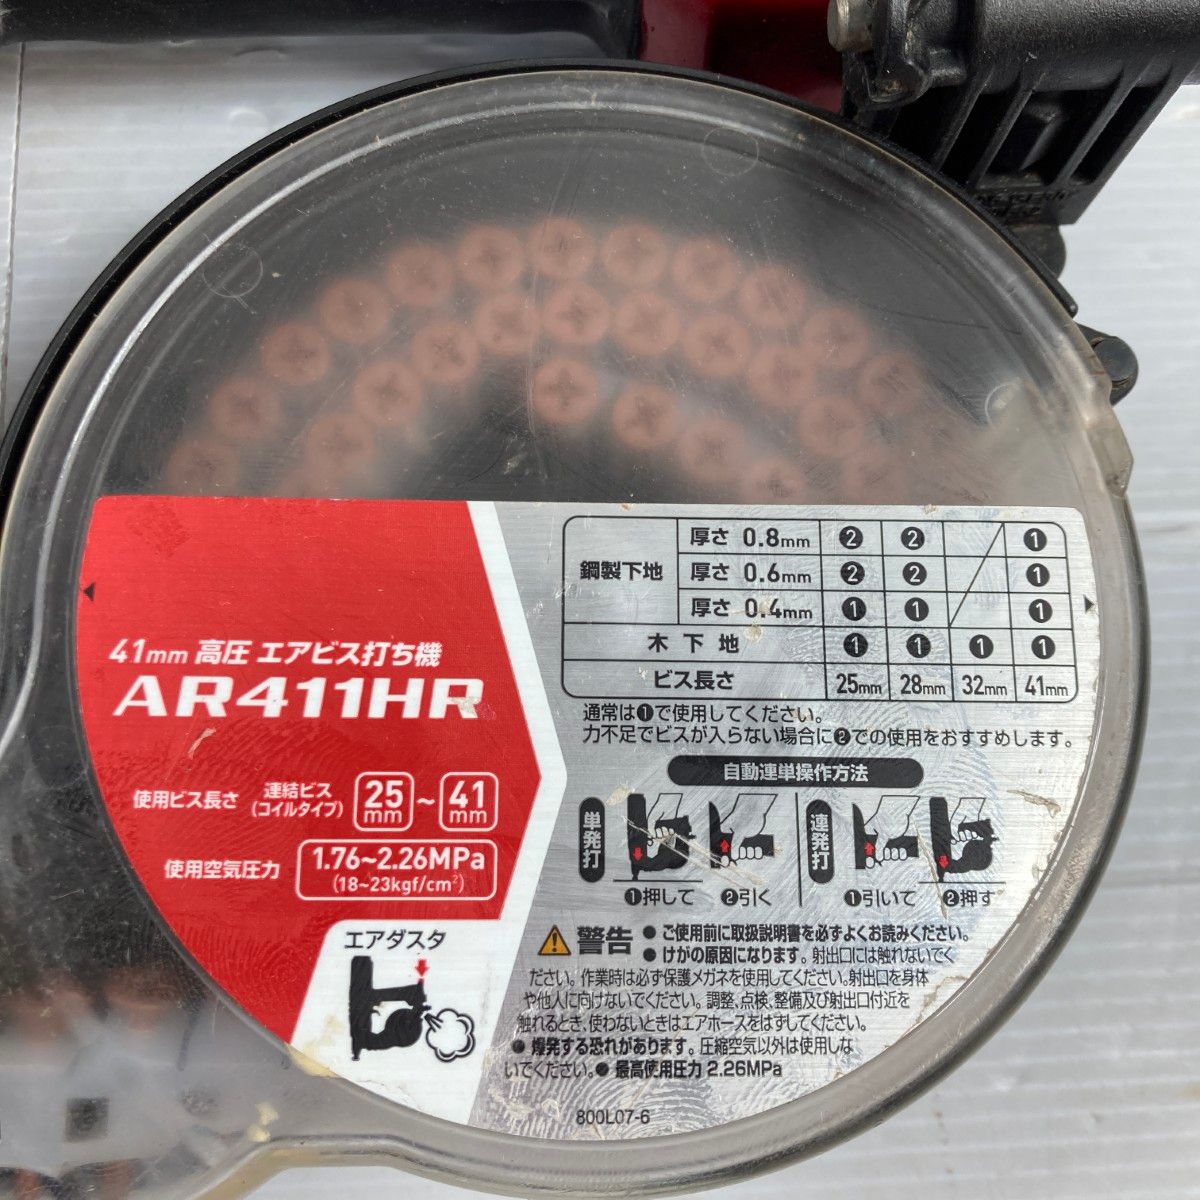 41mm 高圧 エアビス打ち機
AR411HR
使用ビス長さ 連結ビス (コイルタイプ) 25mm ~ 41mm
使用空気圧力 1.76~2.26MPa
(18~23kgf/cm²)
エアダスタ
鋼製下地 厚さ 0.8mm ❷ ❷ ❶
厚さ 0.6mm ❷ ❷ ❶
厚さ 0.4mm ❶ ❶ ❶
木下地 ❶ ❶ ❶ ❶
ビス長さ 25mm 28mm 32mm 41mm
通常は❶で使用してください。
力不足でビスが入らない場合に❷での使用をおすすめします。
自動連単操作方法
単発打 ❶押して ❷引く
連発打 ❶引いて ❷押す
警告 ● ご使用前に取扱説明書を必ずよくお読みください。
● けがの原因になります。射出口には触れないでく
ださい。作業時は必ず保護メガネを使用してください。射出口を身体
や他人に向けないでください。調整、点検、整備及び射出口付近を
触れるとき、使わないときはエアホースをはずしてください。
● 爆発する恐れがあります。圧縮空気以外は使用しな
いでください。● 最高使用圧力 2.26MPa
800L07-6